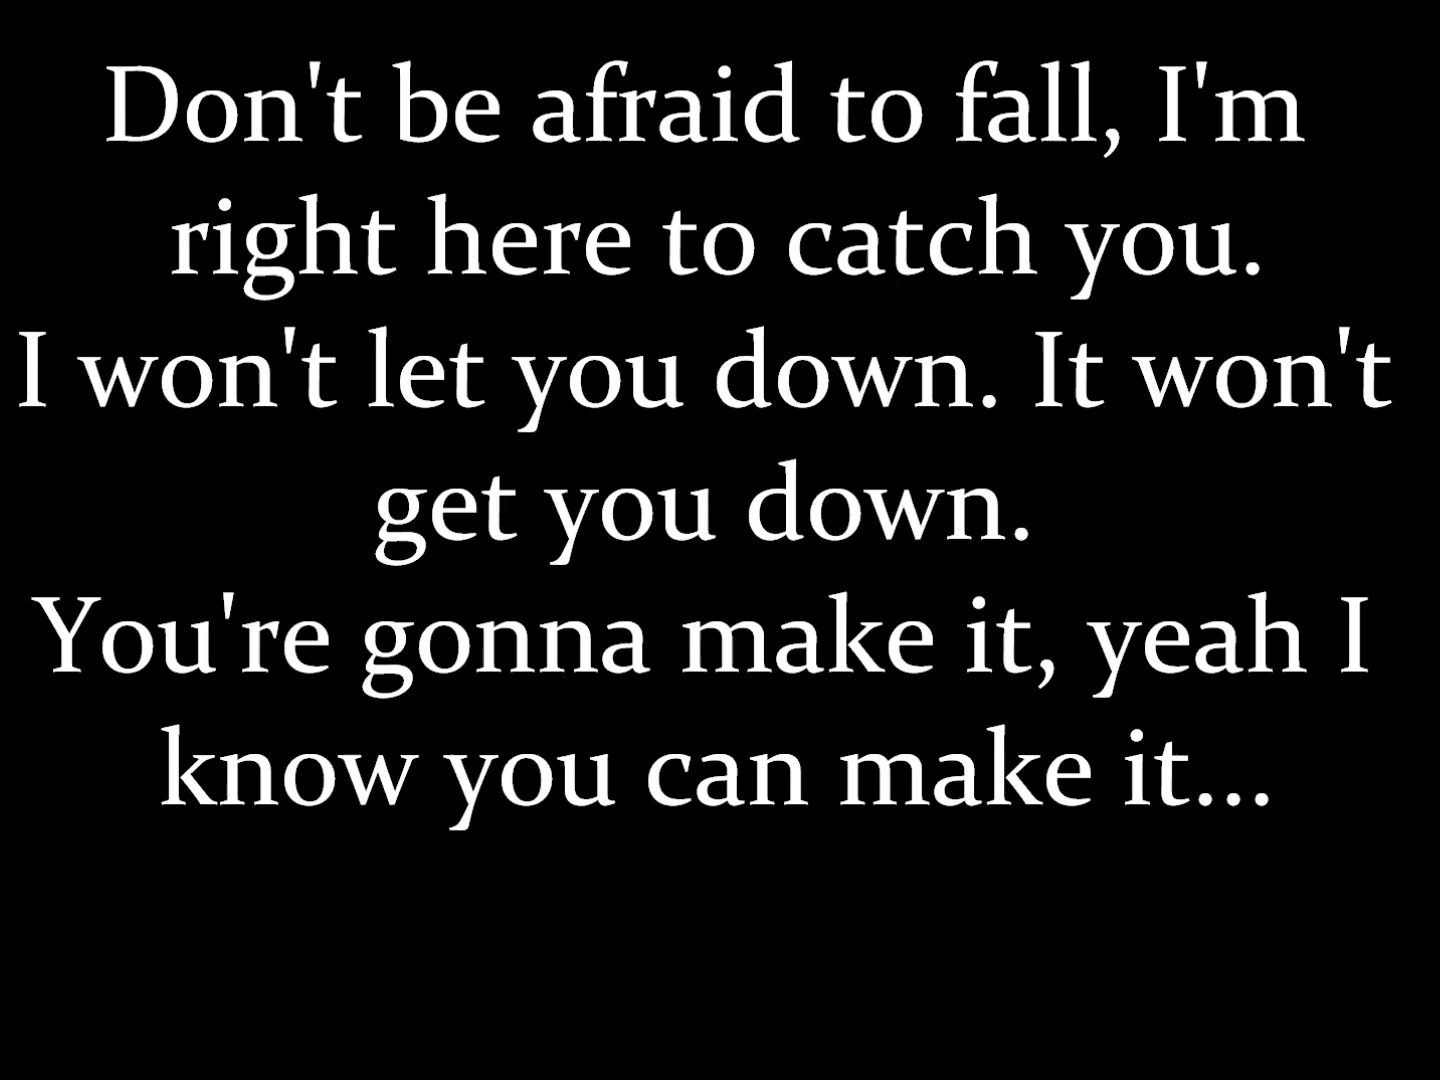 Don't be afraid to fall, I'm
right here to catch you.
I won't let you down. It won't
get you down.
You're gonna make it, yeah I
know you can make it...